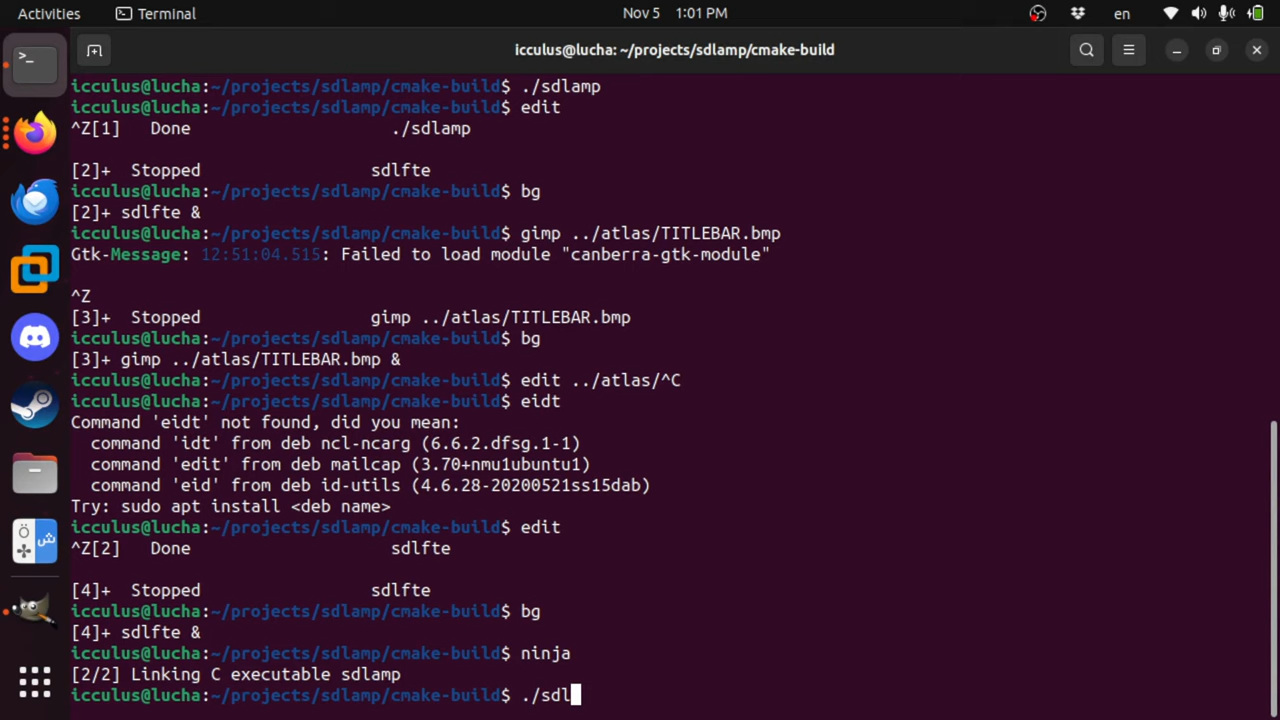 Activities Terminal Nov 5 1:01 PM en
icculus@lucha: ~/projects/sdlamp/cmake-build
icculus@lucha:~/projects/sdlamp/cmake-build$ ./sdlamp
icculus@lucha:~/projects/sdlamp/cmake-build$ edit
^Z[1] Done ./sdlamp
[2]+ Stopped sdlfte
icculus@lucha:~/projects/sdlamp/cmake-build$ bg
[2]+ sdlfte &
icculus@lucha:~/projects/sdlamp/cmake-build$ gimp ../atlas/TITLEBAR.bmp
Gtk-Message: 12:51:04.515: Failed to load module "canberra-gtk-module"
^Z
[3]+ Stopped gimp ../atlas/TITLEBAR.bmp
icculus@lucha:~/projects/sdlamp/cmake-build$ bg
[3]+ gimp ../atlas/TITLEBAR.bmp &
icculus@lucha:~/projects/sdlamp/cmake-build$ edit ../atlas/^C
icculus@lucha:~/projects/sdlamp/cmake-build$ eidt
Command 'eidt' not found, did you mean:
command 'idt' from deb ncl-ncarg (6.6.2.dfsg.1-1)
command 'edit' from deb mailcap (3.70+nmu1ubuntu1)
command 'eid' from deb id-utils (4.6.28-20200521ss15dab)
Try: sudo apt install <deb name>
icculus@lucha:~/projects/sdlamp/cmake-build$ edit
^Z[2] Done sdlfte
[4]+ Stopped sdlfte
icculus@lucha:~/projects/sdlamp/cmake-build$ bg
[4]+ sdlfte &
icculus@lucha:~/projects/sdlamp/cmake-build$ ninja
[2/2] Linking C executable sdlamp
icculus@lucha:~/projects/sdlamp/cmake-build$ ./sdl